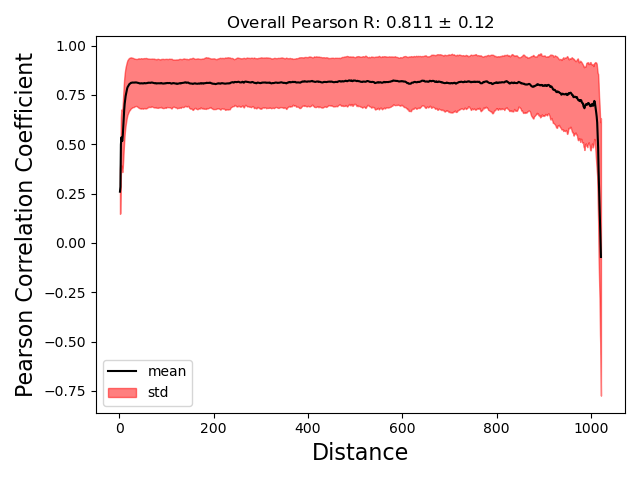 Overall Pearson R: 0.811 ± 0.12
Pearson Correlation Coefficient
1.00
0.75
0.50
0.25
0.00
−0.25
−0.50
−0.75
mean
std
0 200 400 600 800 1000
Distance